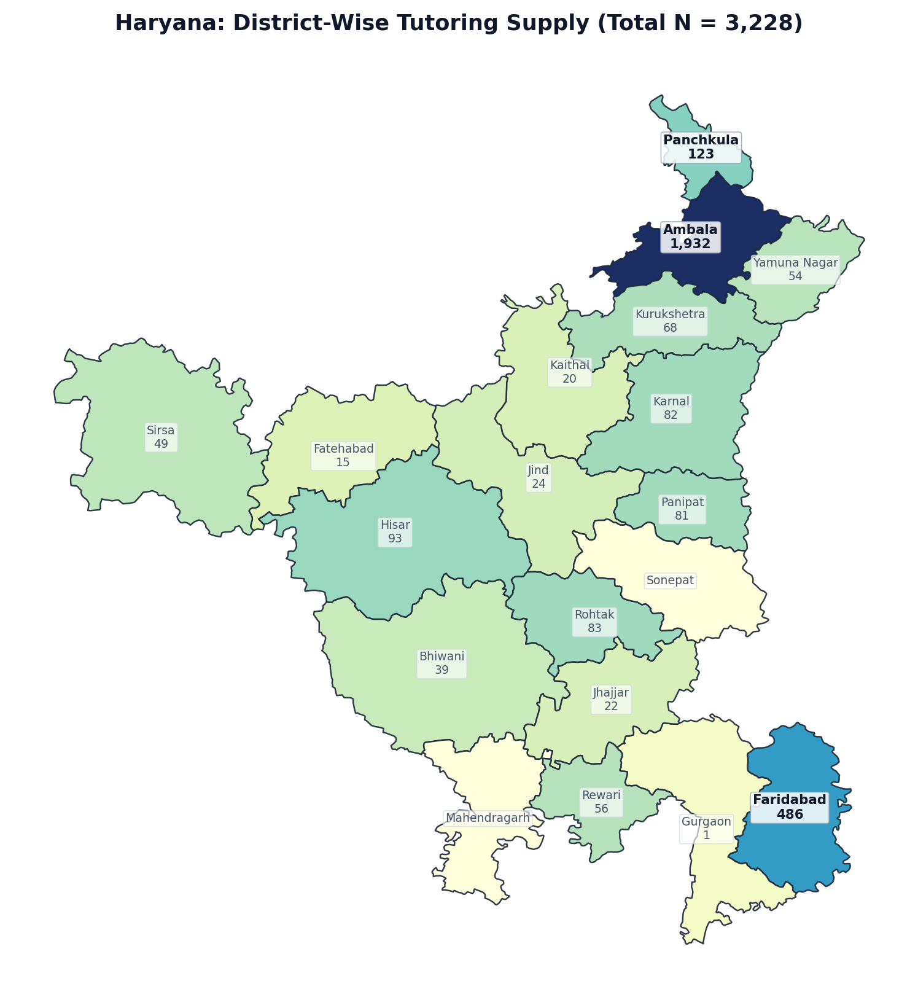 Haryana: District-Wise Tutoring Supply (Total N = 3,228)
Panchkula
123
Ambala
1,932
Yamuna Nagar
54
Kurukshetra
68
Kaithal
20
Karnal
82
Sirsa
49
Fatehabad
15
Jind
24
Panipat
81
Hisar
93
Sonepat
Rohtak
83
Bhiwani
39
Jhajjar
22
Rewari
56
Faridabad
486
Mahendragarh
Gurgaon
1